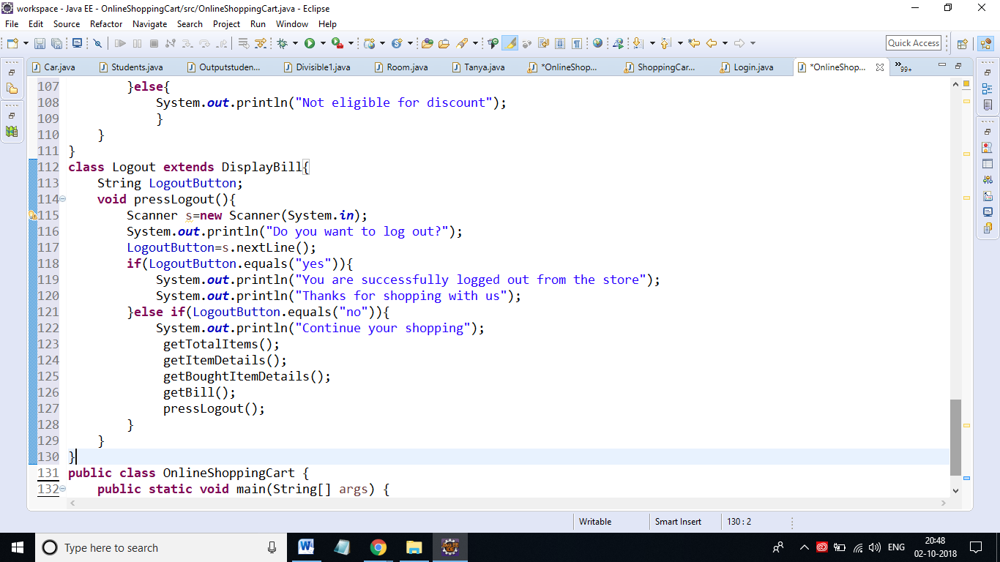 workspace - Java EE - OnlineShoppingCart/src/OnlineShoppingCart.java - Eclipse
File Edit Source Refactor Navigate Search Project Run Window Help
Quick Access
Car.java Students.java Outputstuden... Divisible1.java Room.java Tanya.java *OnlineShop... ShoppingCar... Login.java *OnlineShop... »99+
107 }else{
108 System.out.println("Not eligible for discount");
109 }
110 }
111 }
112 class Logout extends DisplayBill{
113 String LogoutButton;
114 void pressLogout(){
115 Scanner s=new Scanner(System.in);
116 System.out.println("Do you want to log out?");
117 LogoutButton=s.nextLine();
118 if(LogoutButton.equals("yes")){
119 System.out.println("You are successfully logged out from the store");
120 System.out.println("Thanks for shopping with us");
121 }else if(LogoutButton.equals("no")){
122 System.out.println("Continue your shopping");
123 getTotalItems();
124 getItemDetails();
125 getBoughtItemDetails();
126 getBill();
127 pressLogout();
128 }
129 }
130 }
131 public class OnlineShoppingCart {
132 public static void main(String[] args) {
Writable Smart Insert 130 : 2
Type here to search
ENG
20:48
02-10-2018